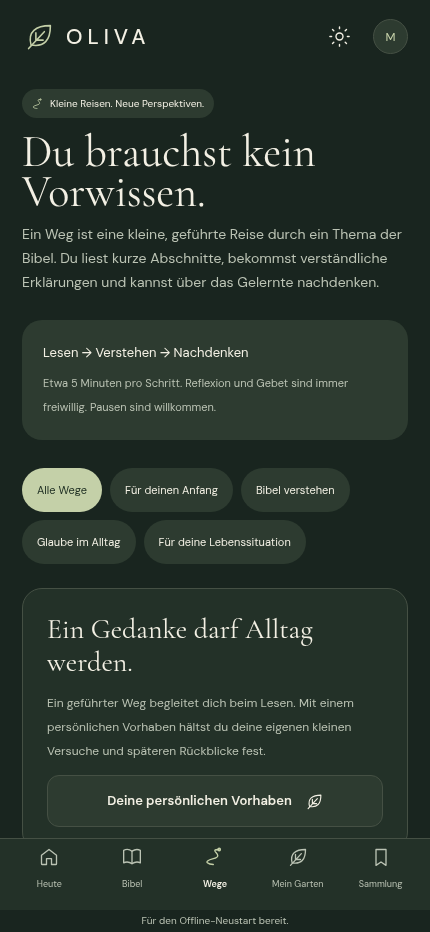 OLIVA
M
Kleine Reisen. Neue Perspektiven.
Du brauchst kein
Vorwissen.
Ein Weg ist eine kleine, geführte Reise durch ein Thema der
Bibel. Du liest kurze Abschnitte, bekommst verständliche
Erklärungen und kannst über das Gelernte nachdenken.
Lesen → Verstehen → Nachdenken
Etwa 5 Minuten pro Schritt. Reflexion und Gebet sind immer
freiwillig. Pausen sind willkommen.
Alle Wege
Für deinen Anfang
Bibel verstehen
Glaube im Alltag
Für deine Lebenssituation
Ein Gedanke darf Alltag
werden.
Ein geführter Weg begleitet dich beim Lesen. Mit einem
persönlichen Vorhaben hältst du deine eigenen kleinen
Versuche und späteren Rückblicke fest.
Deine persönlichen Vorhaben
Heute
Bibel
Wege
Mein Garten
Sammlung
Für den Offline-Neustart bereit.